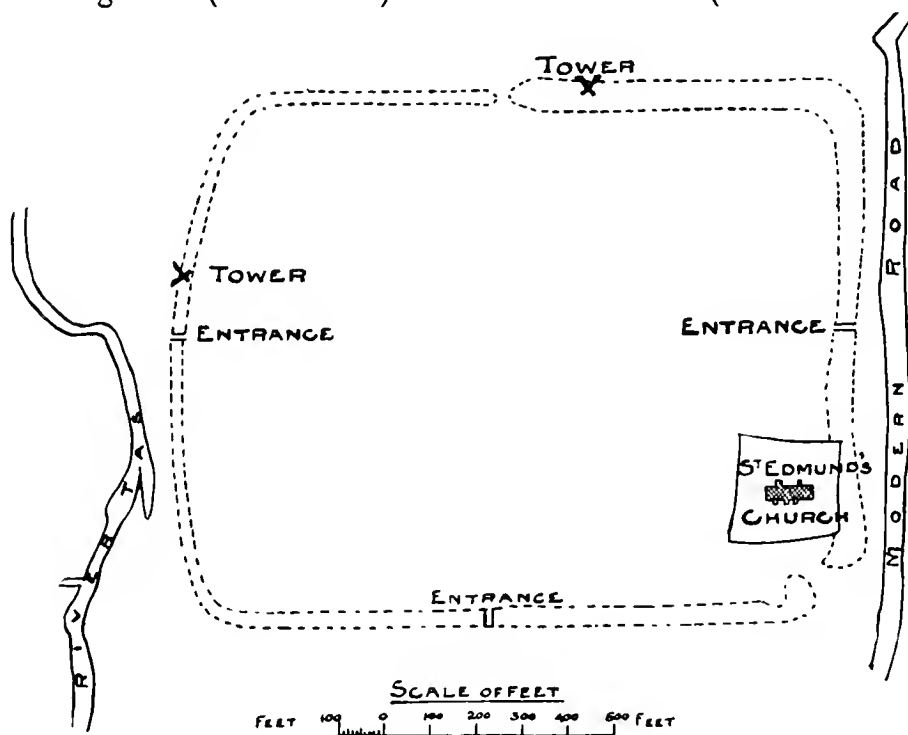 TOWER
TOWER
ENTRANCE
ENTRANCE
ST EDMUNDS
CHURCH
ENTRANCE
RIVER TAS
MODERN ROAD
SCALE OF FEET
FEET 100 0 100 200 300 400 500 FEET